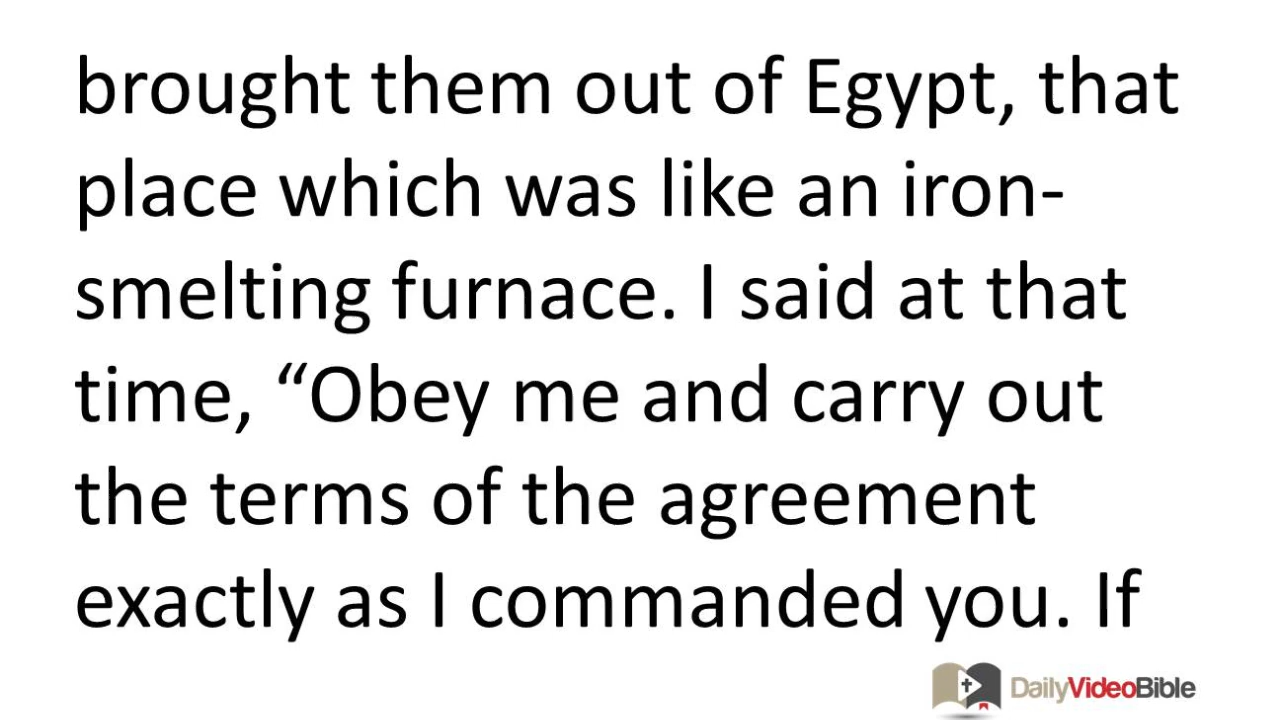 brought them out of Egypt, that
place which was like an iron-
smelting furnace. I said at that
time, “Obey me and carry out
the terms of the agreement
exactly as I commanded you. If
DailyVideoBible